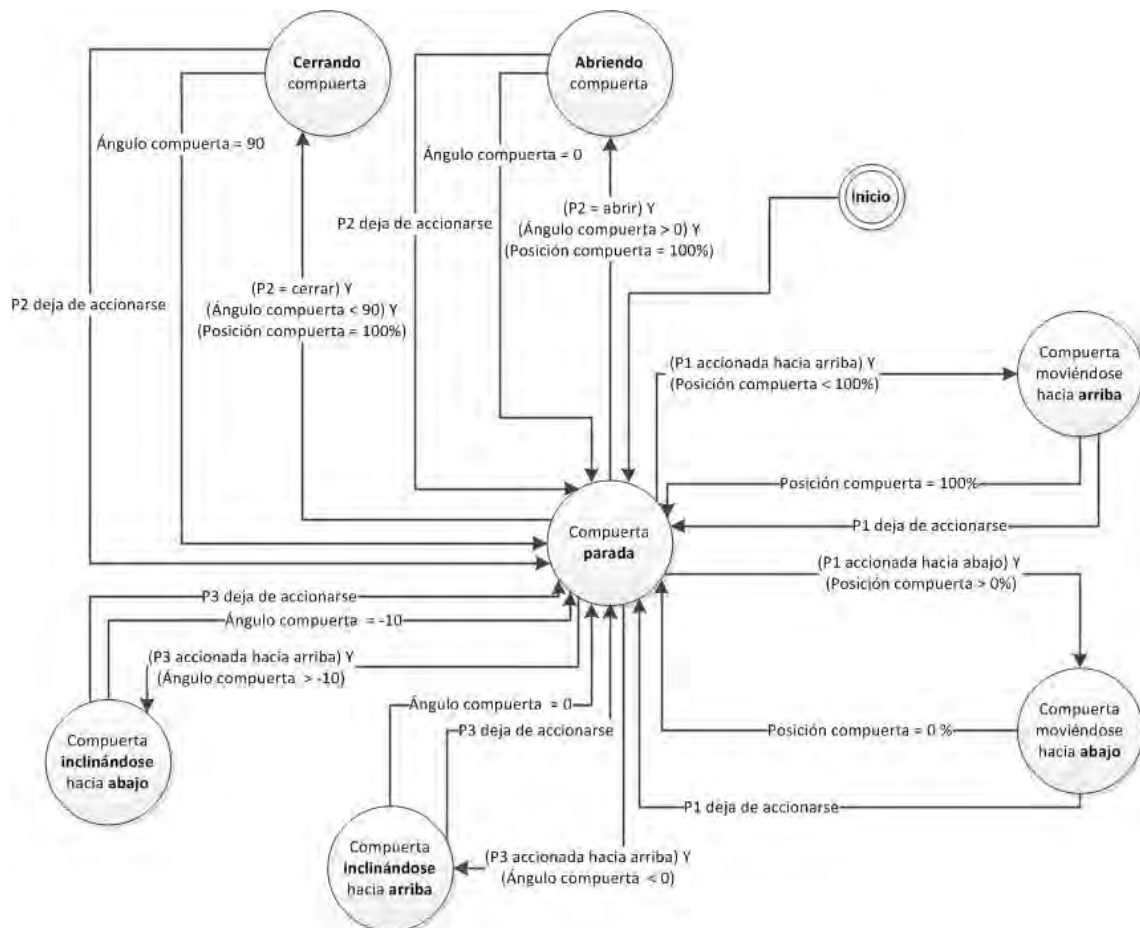 Cerrando
compuerta
Abriendo
compuerta
Ángulo compuerta = 90
Ángulo compuerta = 0
Inicio
(P2 = abrir) Y
(Ángulo compuerta > 0) Y
(Posición compuerta = 100%)
P2 deja de accionarse
P2 deja de accionarse
(P2 = cerrar) Y
(Ángulo compuerta < 90) Y
(Posición compuerta = 100%)
(P1 accionada hacia arriba) Y
(Posición compuerta < 100%)
Compuerta
moviéndose
hacia arriba
Posición compuerta = 100%
P1 deja de accionarse
Compuerta
parada
(P1 accionada hacia abajo) Y
(Posición compuerta > 0%)
P3 deja de accionarse
Ángulo compuerta = -10
(P3 accionada hacia arriba) Y
(Ángulo compuerta > -10)
Ángulo compuerta = 0
P3 deja de accionarse
Posición compuerta = 0 %
Compuerta
moviéndose
hacia abajo
Compuerta
inclinándose
hacia abajo
P1 deja de accionarse
Compuerta
inclinándose
hacia arriba
(P3 accionada hacia arriba) Y
(Ángulo compuerta < 0)